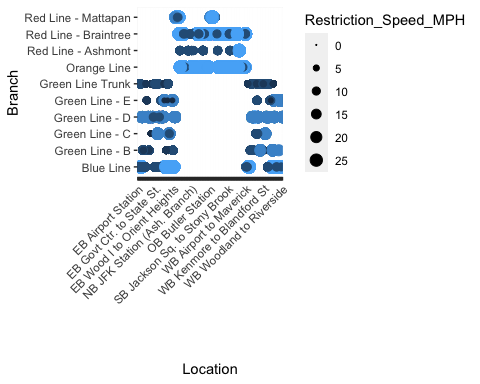 Red Line - Mattapan
Red Line - Braintree
Red Line - Ashmont
Orange Line
Green Line Trunk
Green Line - E
Green Line - D
Green Line - C
Green Line - B
Blue Line
Branch
EB Airport Station
EB Govt Ctr. to State St.
EB Wood I to Orient Heights
NB JFK Station (Ash. Branch)
OB Butler Station
SB Jackson Sq. to Stony Brook
WB Airport to Maverick
WB Kenmore to Blandford St
WB Woodland to Riverside
Location
Restriction_Speed_MPH
0
5
10
15
20
25